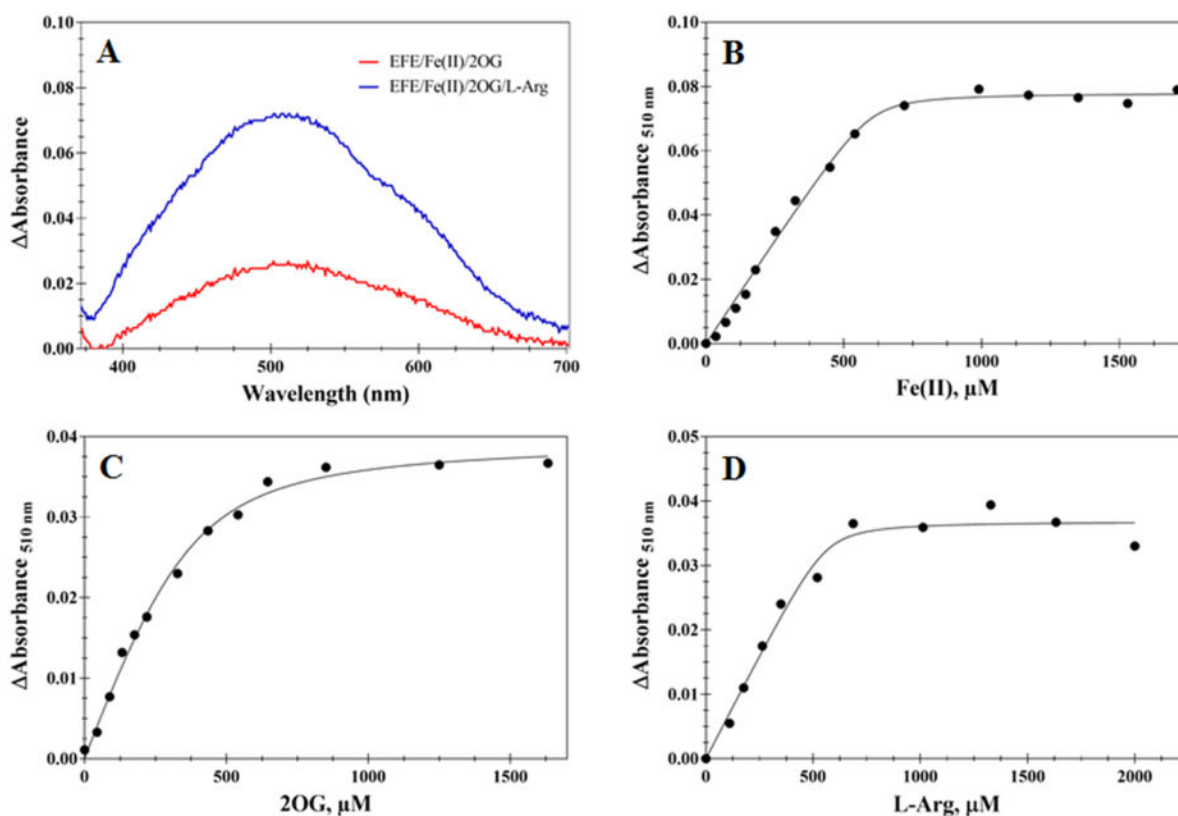 A
EFE/Fe(II)/2OG
EFE/Fe(II)/2OG/L-Arg
0.10
0.08
0.06
0.04
0.02
0.00
ΔAbsorbance
400 500 600 700
Wavelength (nm)
B
0.10
0.08
0.06
0.04
0.02
0.00
ΔAbsorbance 510 nm
0 500 1000 1500
Fe(II), µM
C
0.04
0.03
0.02
0.01
0.00
ΔAbsorbance 510 nm
0 500 1000 1500
2OG, µM
D
0.05
0.04
0.03
0.02
0.01
0.00
ΔAbsorbance 510 nm
0 500 1000 1500 2000
L-Arg, µM